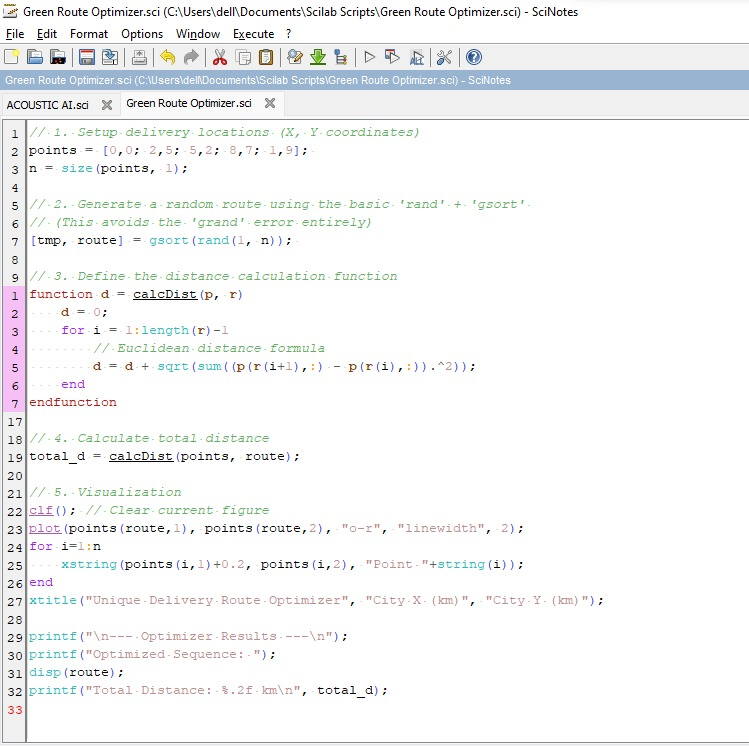 Green Route Optimizer.sci (C:\Users\dell\Documents\Scilab Scripts\Green Route Optimizer.sci) - SciNotes
File Edit Format Options Window Execute ?
Green Route Optimizer.sci (C:\Users\dell\Documents\Scilab Scripts\Green Route Optimizer.sci) - SciNotes
ACOUSTIC AI.sci Green Route Optimizer.sci
1 // 1. Setup delivery locations (X, Y coordinates)
2 points = [0,0; 2,5; 5,2; 8,7; 1,9];
3 n = size(points, 1);
4
5 // 2. Generate a random route using the basic 'rand' + 'gsort'
6 // (This avoids the 'grand' error entirely)
7 [tmp, route] = gsort(rand(1, n));
8
9 // 3. Define the distance calculation function
1 function d = calcDist(p, r)
2     d = 0;
3     for i = 1:length(r)-1
4         // Euclidean distance formula
5         d = d + sqrt(sum((p(r(i+1),:) - p(r(i),:)).^2));
6     end
7 endfunction
17
18 // 4. Calculate total distance
19 total_d = calcDist(points, route);
20
21 // 5. Visualization
22 clf(); // Clear current figure
23 plot(points(route,1), points(route,2), "o-r", "linewidth", 2);
24 for i=1:n
25     xstring(points(i,1)+0.2, points(i,2), "Point "+string(i));
26 end
27 xtitle("Unique Delivery Route Optimizer", "City X (km)", "City Y (km)");
28
29 printf("\n--- Optimizer Results ---\n");
30 printf("Optimized Sequence: ");
31 disp(route);
32 printf("Total Distance: %.2f km\n", total_d);
33